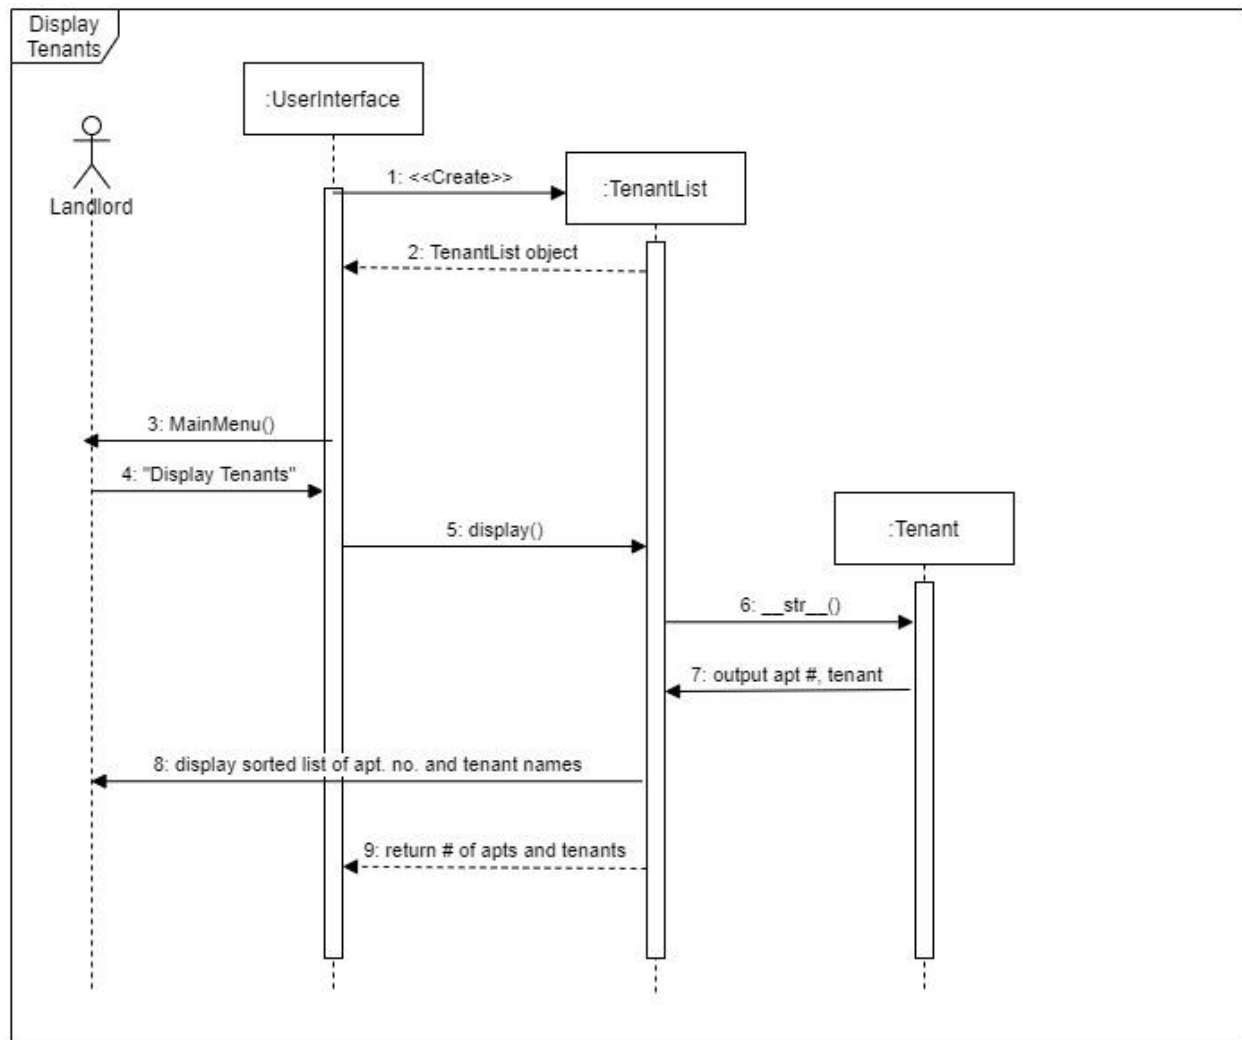 Display
Tenants
:UserInterface
1: <<Create>>
:TenantList
Landlord
2: TenantList object
3: MainMenu()
4: "Display Tenants"
5: display()
:Tenant
6: __str__()
7: output apt #, tenant
8: display sorted list of apt. no. and tenant names
9: return # of apts and tenants